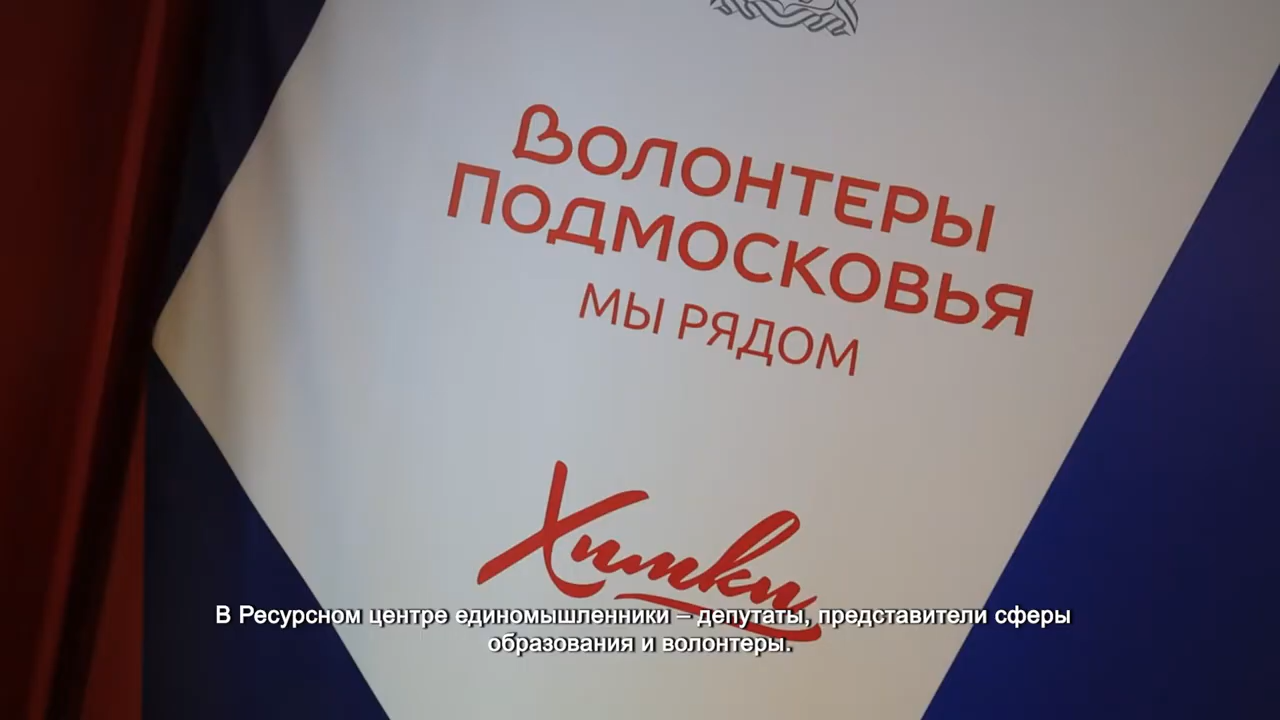 Волонтеры
Подмосковья
мы рядом
Химки
В Ресурсном центре единомышленники – депутаты, представители сферы
образования и волонтеры.